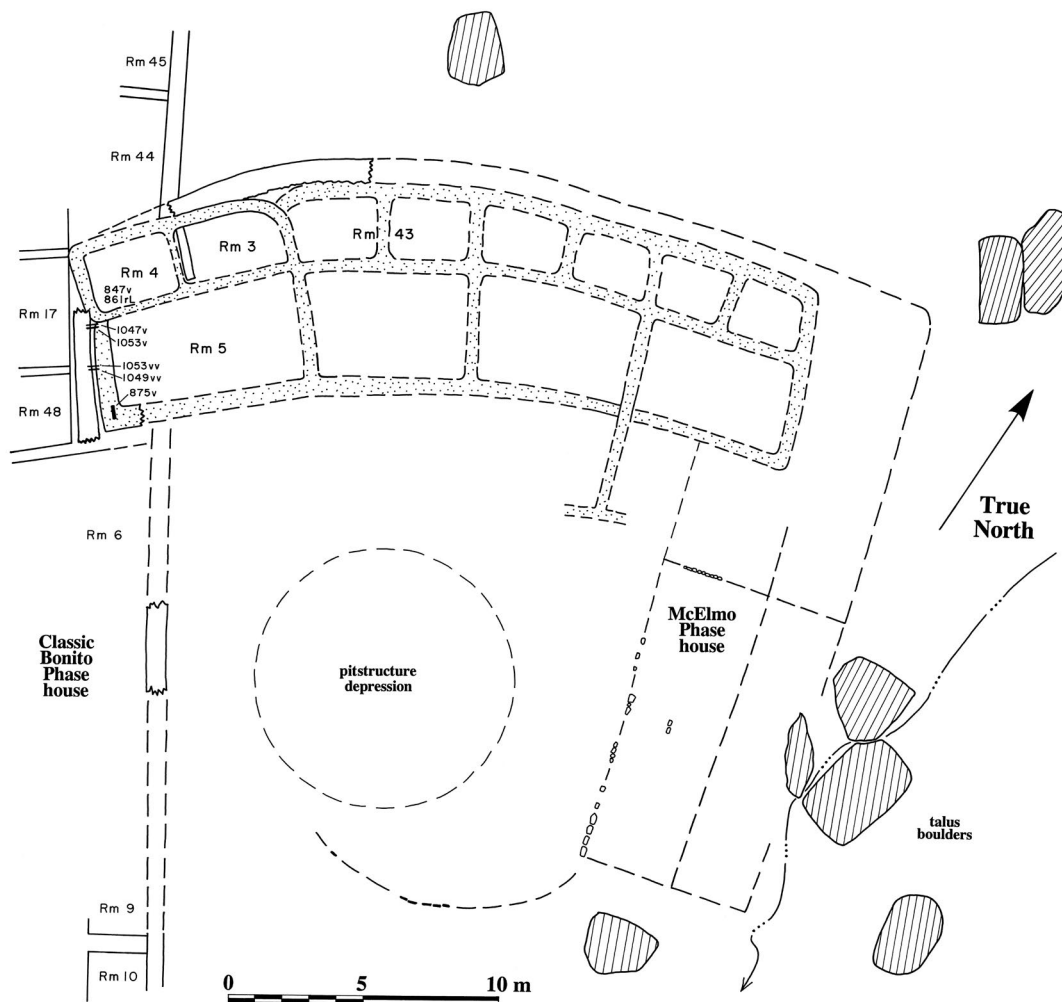 Rm 45
Rm 44
Rm 3
Rm 43
Rm 4
847v
861rL
Rm 17
1047v
1053v
Rm 5
1053vv
1049vv
875v
Rm 48
True
North
Rm 6
McElmo
Phase
house
Classic
Bonito
Phase
house
pitstructure
depression
talus
boulders
Rm 9
Rm 10
0 5 10 m